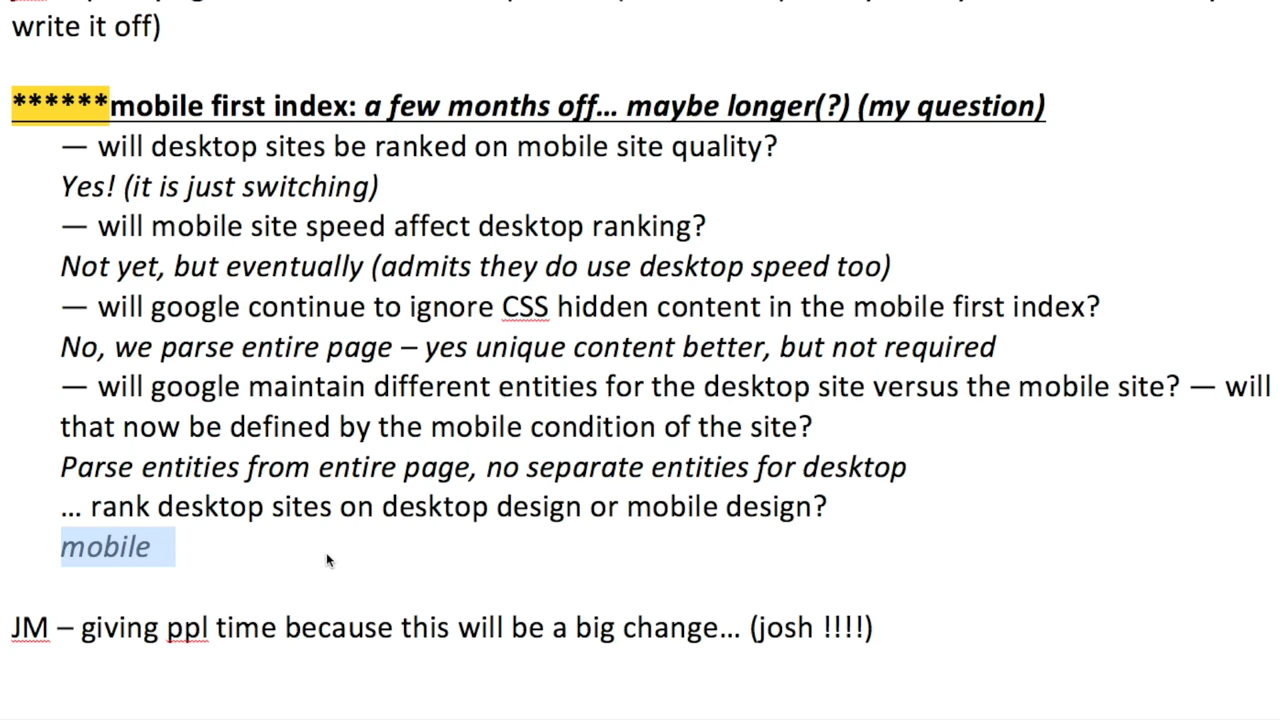 write it off)
******mobile first index: a few months off… maybe longer(?) (my question)
— will desktop sites be ranked on mobile site quality?
Yes! (it is just switching)
— will mobile site speed affect desktop ranking?
Not yet, but eventually (admits they do use desktop speed too)
— will google continue to ignore CSS hidden content in the mobile first index?
No, we parse entire page – yes unique content better, but not required
— will google maintain different entities for the desktop site versus the mobile site? — will
that now be defined by the mobile condition of the site?
Parse entities from entire page, no separate entities for desktop
… rank desktop sites on desktop design or mobile design?
mobile
JM – giving ppl time because this will be a big change… (josh !!!!)